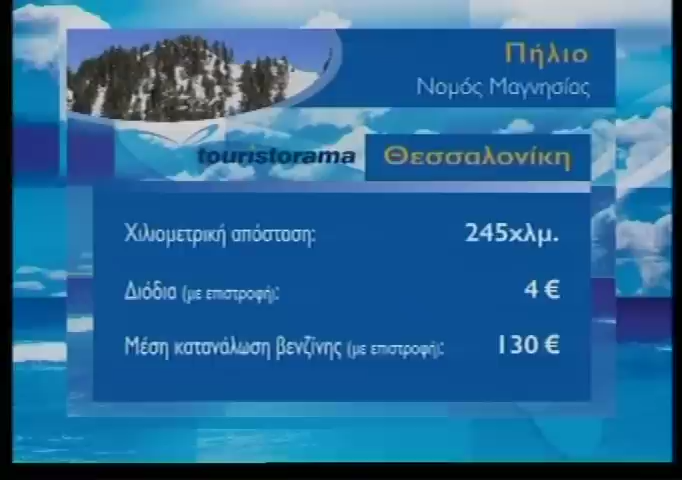 Πήλιο
Νομός Μαγνησίας
touristorama
Θεσσαλονίκη
Χιλιομετρική απόσταση: 245χλμ.
Διόδια (με επιστροφή): 4 €
Μέση κατανάλωση βενζίνης (με επιστροφή): 130 €